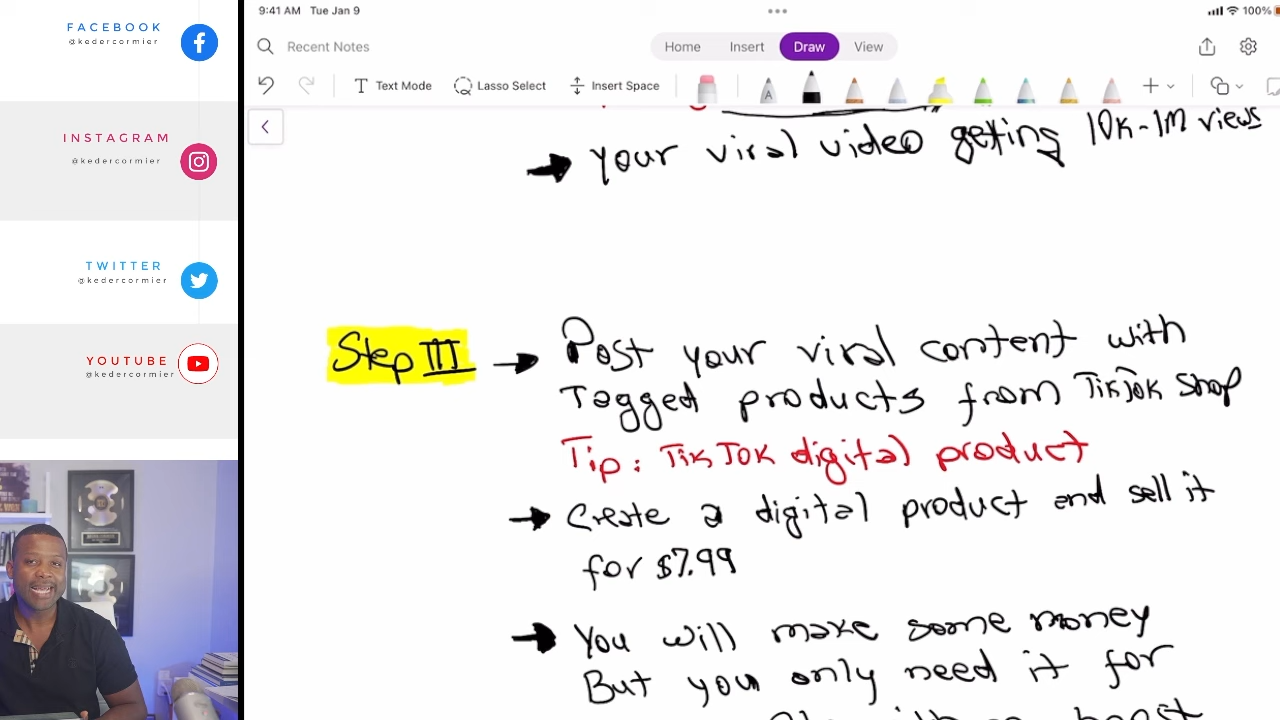 FACEBOOK
@kedercormier
INSTAGRAM
@kedercormier
TWITTER
@kedercormier
YOUTUBE
@kedercormier
9:41 AM Tue Jan 9
100%
Recent Notes
Home Insert Draw View
Text Mode Lasso Select Insert Space
A
your viral video geting 10K-1M views
Step III → Post your viral content with
Tagged products from TikTok Shop
Tip: TikTok digital product
→ Create a digital product and sell it
for $7.99
→ You will make some money
But you only need it for